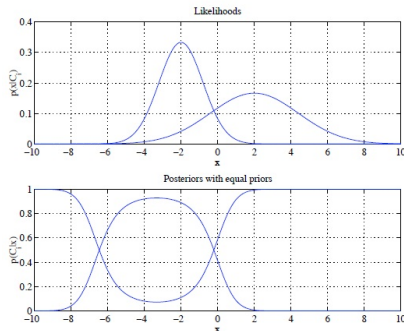 Likelihoods
p(x|C_i)
0.4
0.3
0.2
0.1
0
−10 −8 −6 −4 −2 0 2 4 6 8 10
x
Posteriors with equal priors
p(C_i|x)
1
0.8
0.6
0.4
0.2
0
−10 −8 −6 −4 −2 0 2 4 6 8 10
x